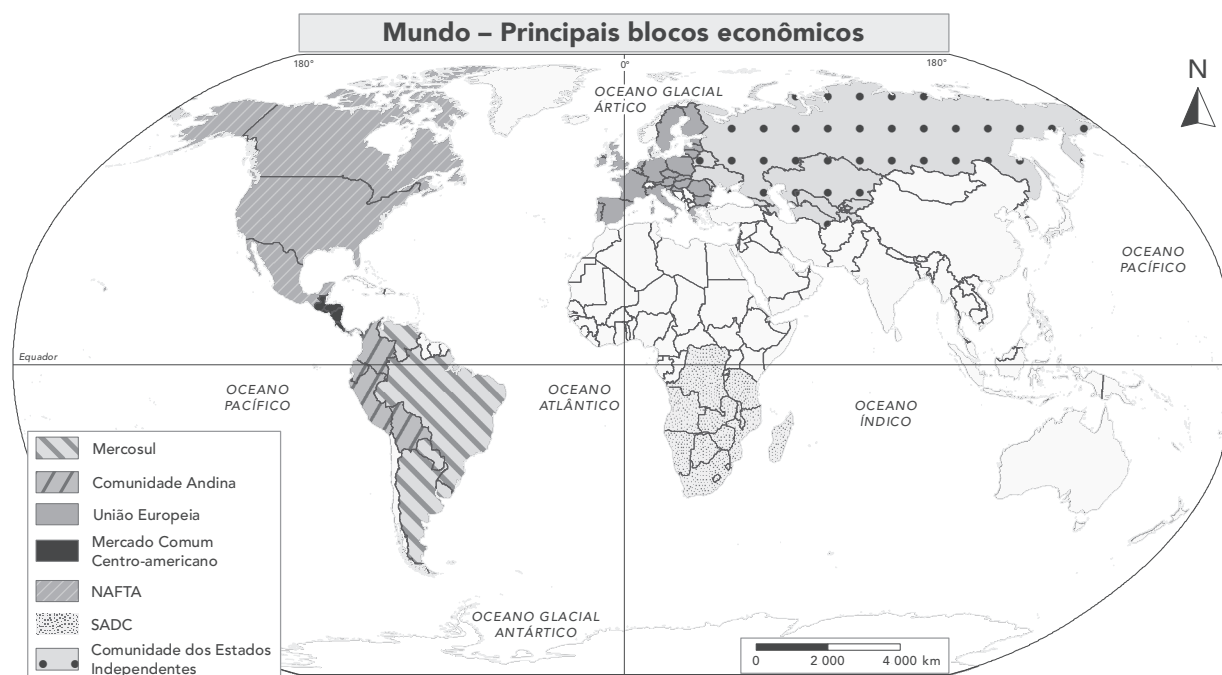 Mundo – Principais blocos econômicos
180°
0°
180°
OCEANO GLACIAL
ÁRTICO
N
OCEANO
PACÍFICO
Equador
OCEANO
PACÍFICO
OCEANO
ATLÂNTICO
OCEANO
ÍNDICO
Mercosul
Comunidade Andina
União Europeia
Mercado Comum
Centro-americano
NAFTA
SADC
Comunidade dos Estados
Independentes
OCEANO GLACIAL
ANTÁRTICO
0 2 000 4 000 km